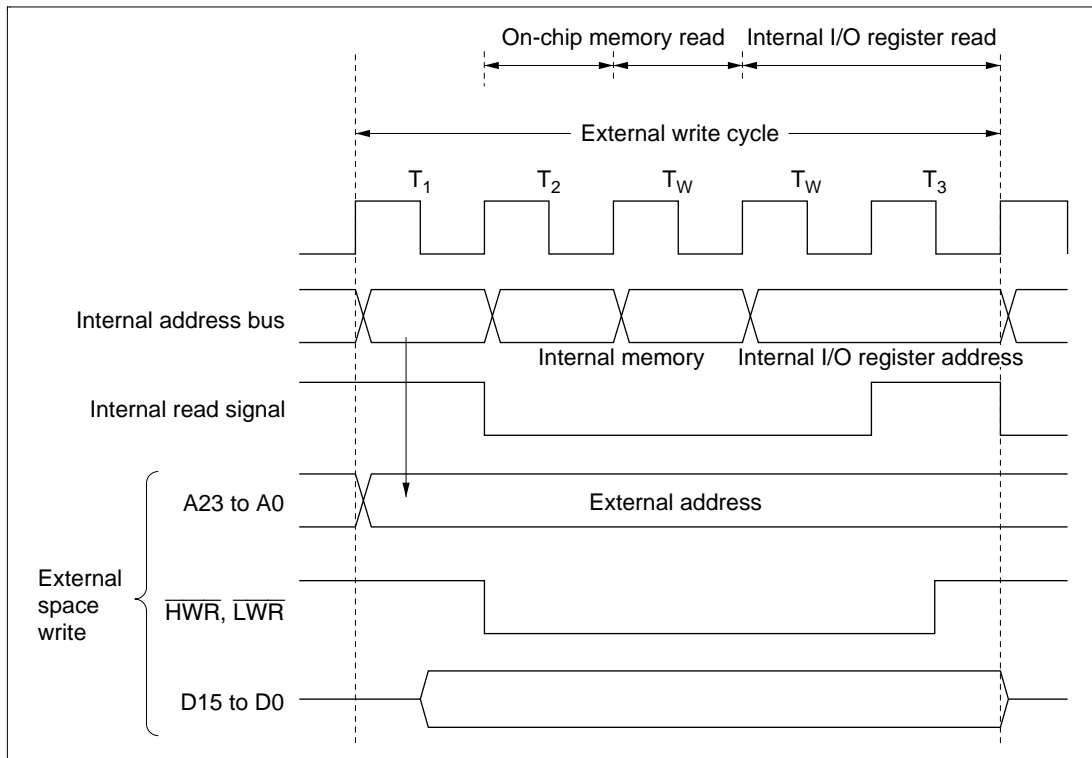 On-chip memory read Internal I/O register read
External write cycle
T1 T2 TW TW T3
Internal address bus
Internal memory Internal I/O register address
Internal read signal
A23 to A0 External address
External
space
write
HWR, LWR
D15 to D0